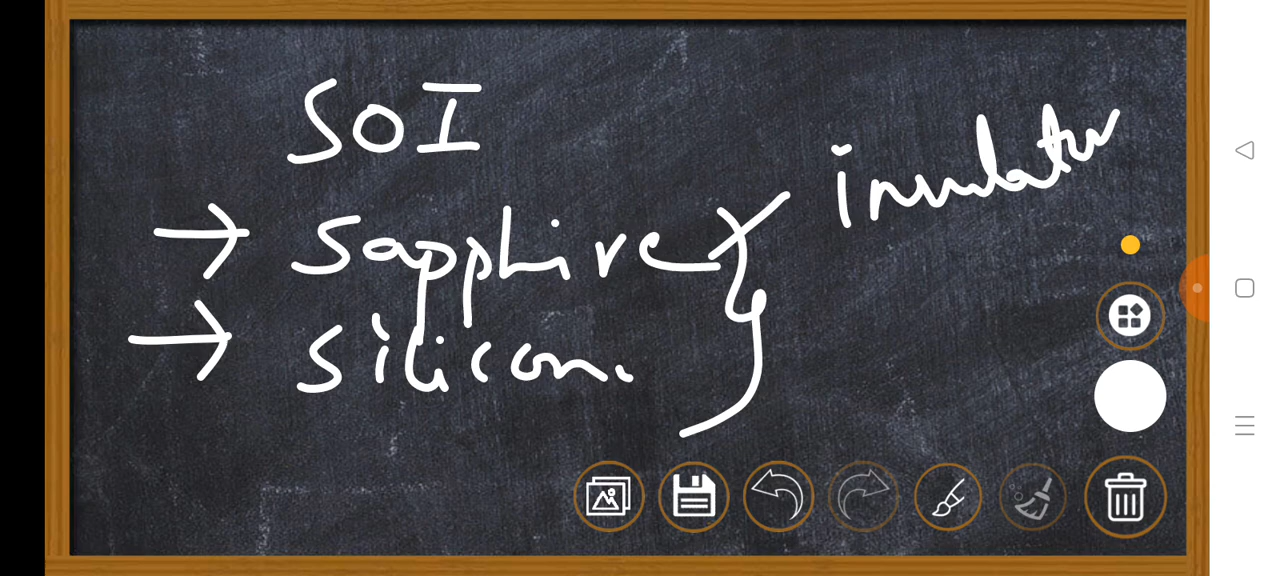 SOI
→ Sapphire } insulator
→ silicon.